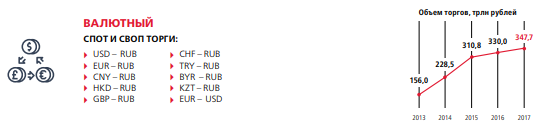 ВАЛЮТНЫЙ
СПОТ И СВОП ТОРГИ:
USD – RUB
EUR – RUB
CNY – RUB
HKD – RUB
GBP – RUB
CHF – RUB
TRY – RUB
BYR – RUB
KZT – RUB
EUR – USD
Объем торгов, трлн рублей
156,0
228,5
310,8
330,0
347,7
2013 2014 2015 2016 2017